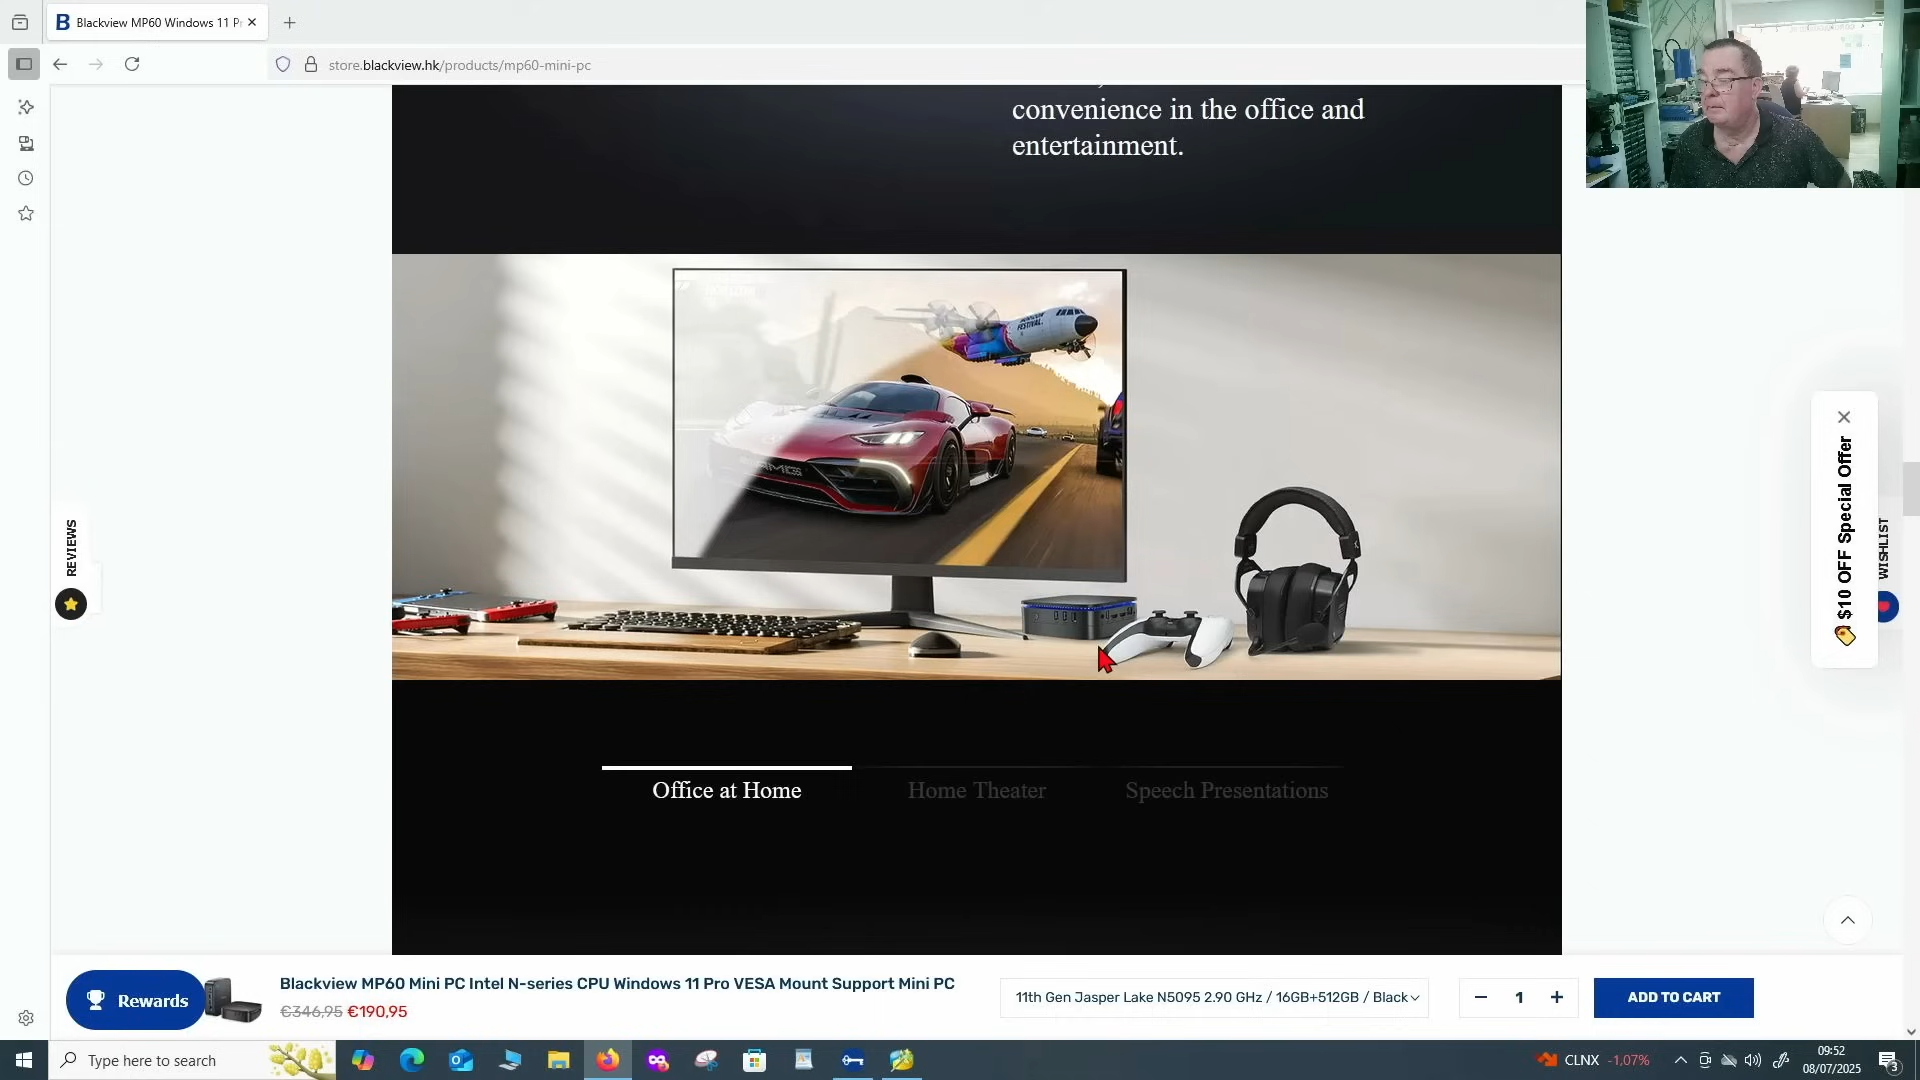 Blackview MP60 Windows 11 Pr
store.blackview.hk/products/mp60-mini-pc
convenience in the office and
entertainment.
FESTIVAL
AMG
REVIEWS
$10 OFF Special Offer
WISHLIST
Office at Home
Home Theater
Speech Presentations
Rewards
Blackview MP60 Mini PC Intel N-series CPU Windows 11 Pro VESA Mount Support Mini PC
€346,95 €190,95
11th Gen Jasper Lake N5095 2.90 GHz / 16GB+512GB / Black
1
ADD TO CART
Type here to search
CLNX -1,07%
09:52
08/07/2025
3